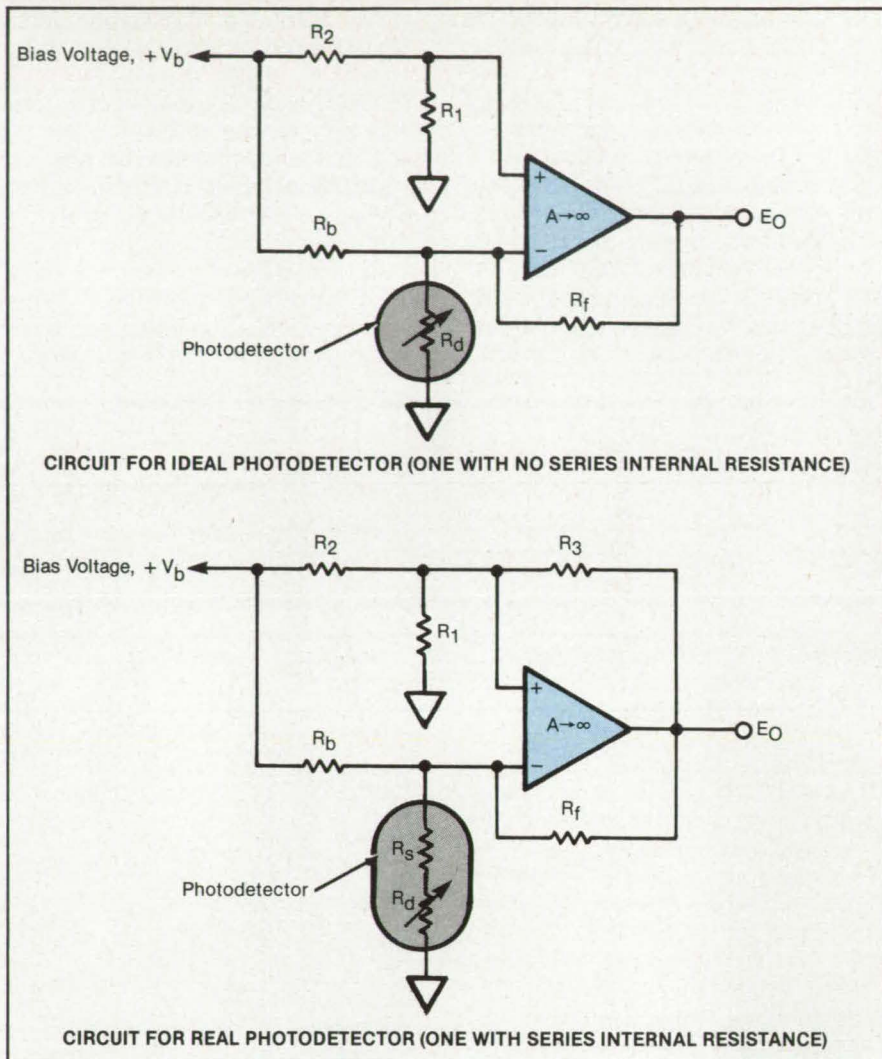 R2
Bias Voltage, + Vb
R1
+
A→∞
−
EO
Rb
Rf
Photodetector
Rd
CIRCUIT FOR IDEAL PHOTODETECTOR (ONE WITH NO SERIES INTERNAL RESISTANCE)
R2
R3
Bias Voltage, + Vb
R1
+
A→∞
−
EO
Rb
Rf
Rs
Photodetector
Rd
CIRCUIT FOR REAL PHOTODETECTOR (ONE WITH SERIES INTERNAL RESISTANCE)